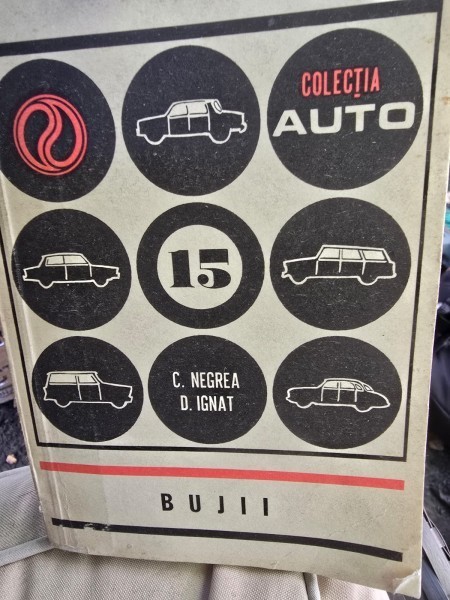 COLECȚIA
AUTO
15
C. NEGREA
D. IGNAT
BUJII